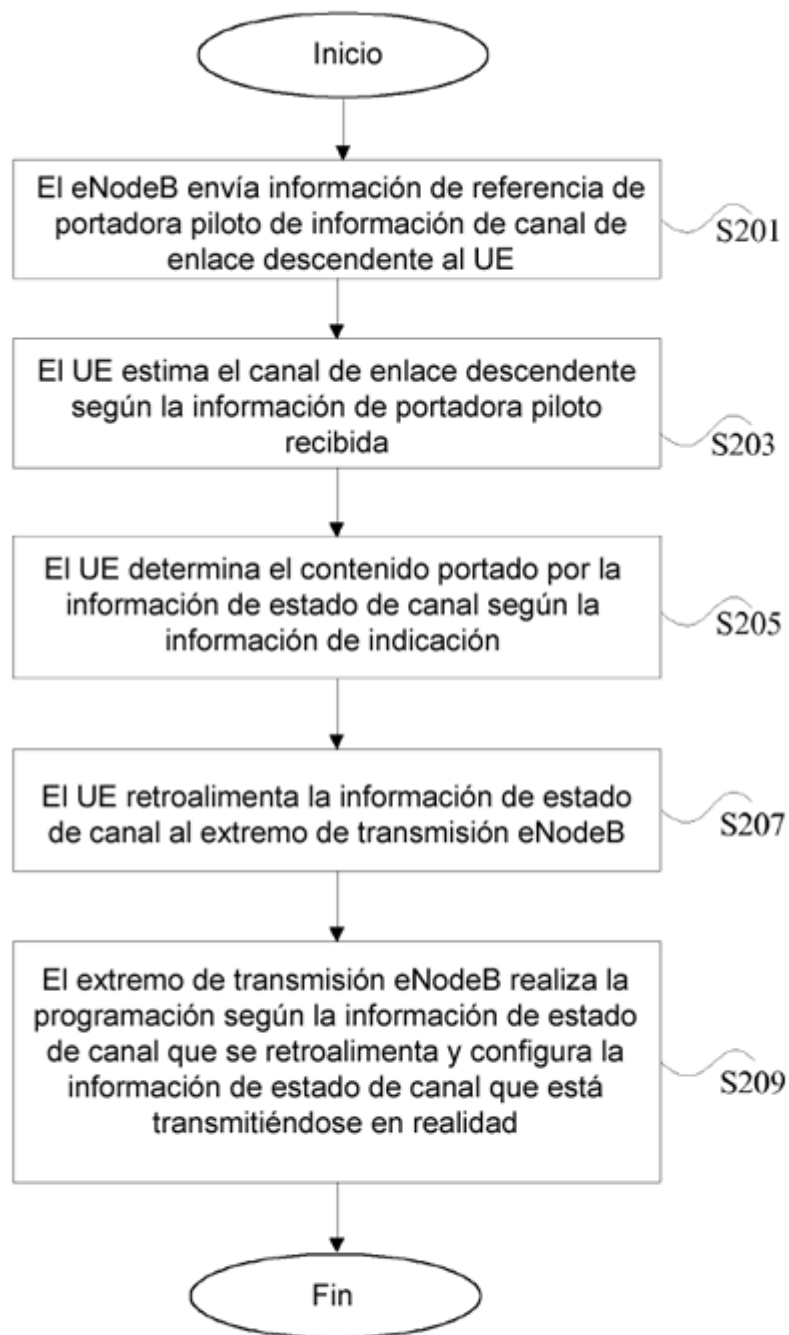 Inicio
El eNodeB envía información de referencia de
portadora piloto de información de canal de
enlace descendente al UE
S201
El UE estima el canal de enlace descendente
según la información de portadora piloto
recibida
S203
El UE determina el contenido portado por la
información de estado de canal según la
información de indicación
S205
El UE retroalimenta la información de estado
de canal al extremo de transmisión eNodeB
S207
El extremo de transmisión eNodeB realiza la
programación según la información de estado
de canal que se retroalimenta y configura la
información de estado de canal que está
transmitiéndose en realidad
S209
Fin